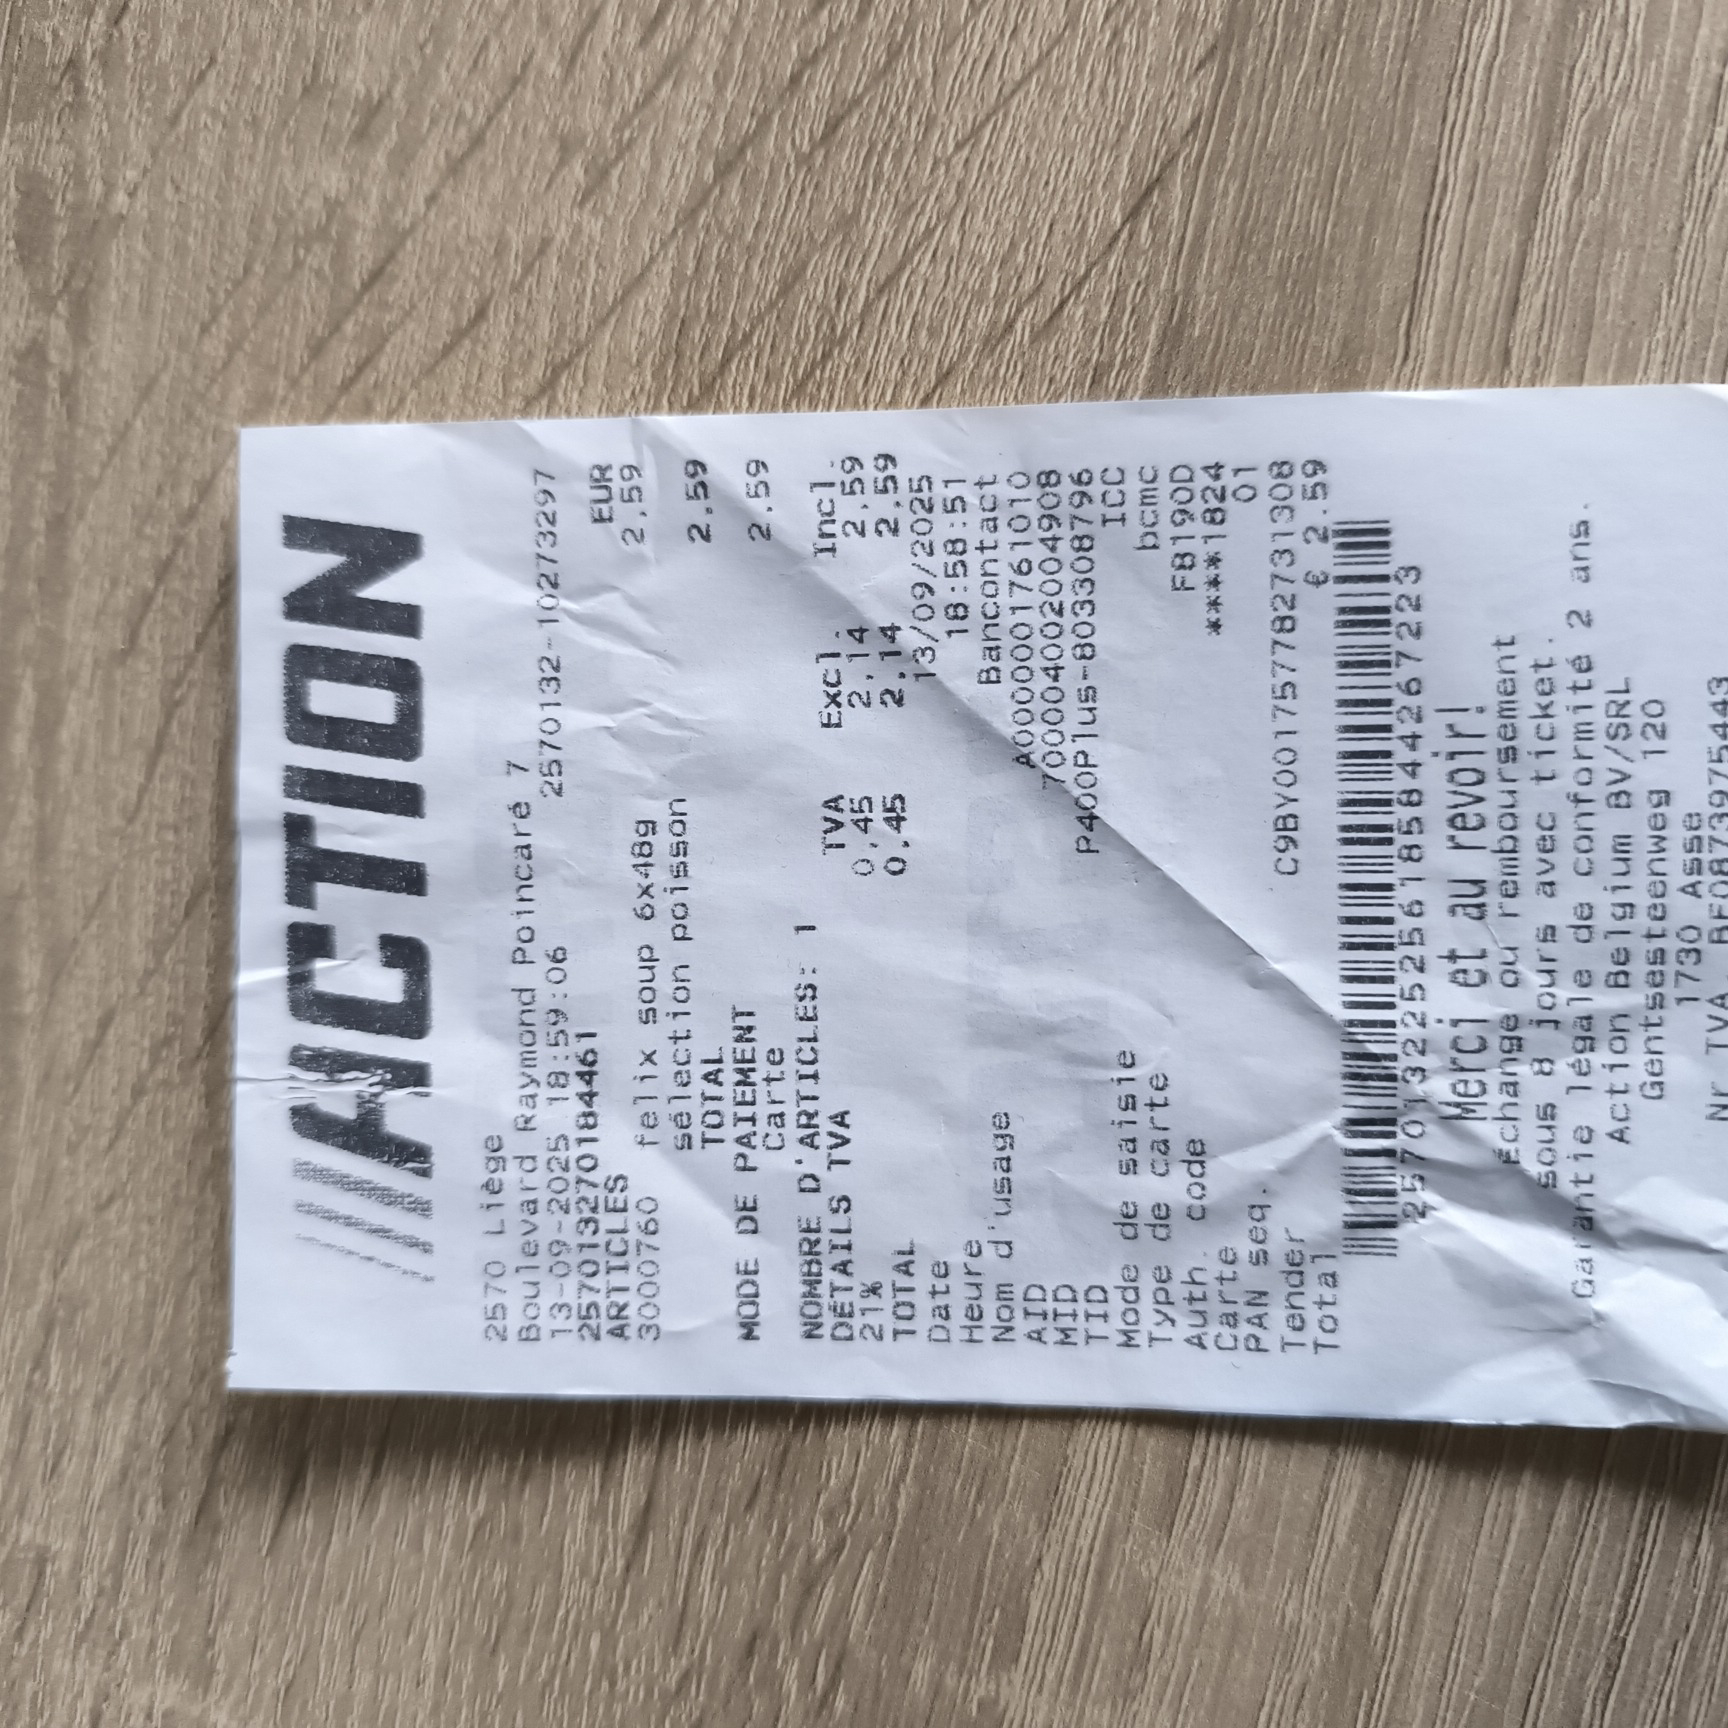 ACTION
2570 Liège
Boulevard Raymond Poincaré 7
13-09-2025 18:59:06 2570132-10273297
257013270184461
ARTICLES EUR
3000760 felix soup 6x48g 2.59
sélection poisson
TOTAL 2.59
MODE DE PAIEMENT
Carte 2.59
NOMBRE D'ARTICLES: 1
DÉTAILS TVA TVA Excl. Incl.
21% 0.45 2.14 2.59
TOTAL 0.45 2.14 2.59
Date 13/09/2025
Heure 18:58:51
Nom d'usage Bancontact
AID A0000001761010
MID 7000040020004908
TID P400Plus-803308796
Mode de saisie ICC
Type de carte bcmc
Auth. code FB190D
Carte *****1824
PAN seq. 01
Tender C9BY001757782731308
Total € 2.59
257013225256185844267223
Merci et au revoir!
Échange ou remboursement
sous 8 jours avec ticket.
Garantie légale de conformité 2 ans.
Action Belgium BV/SRL
Gentsesteenweg 120
1730 Asse
Nr TVA BE0873975443